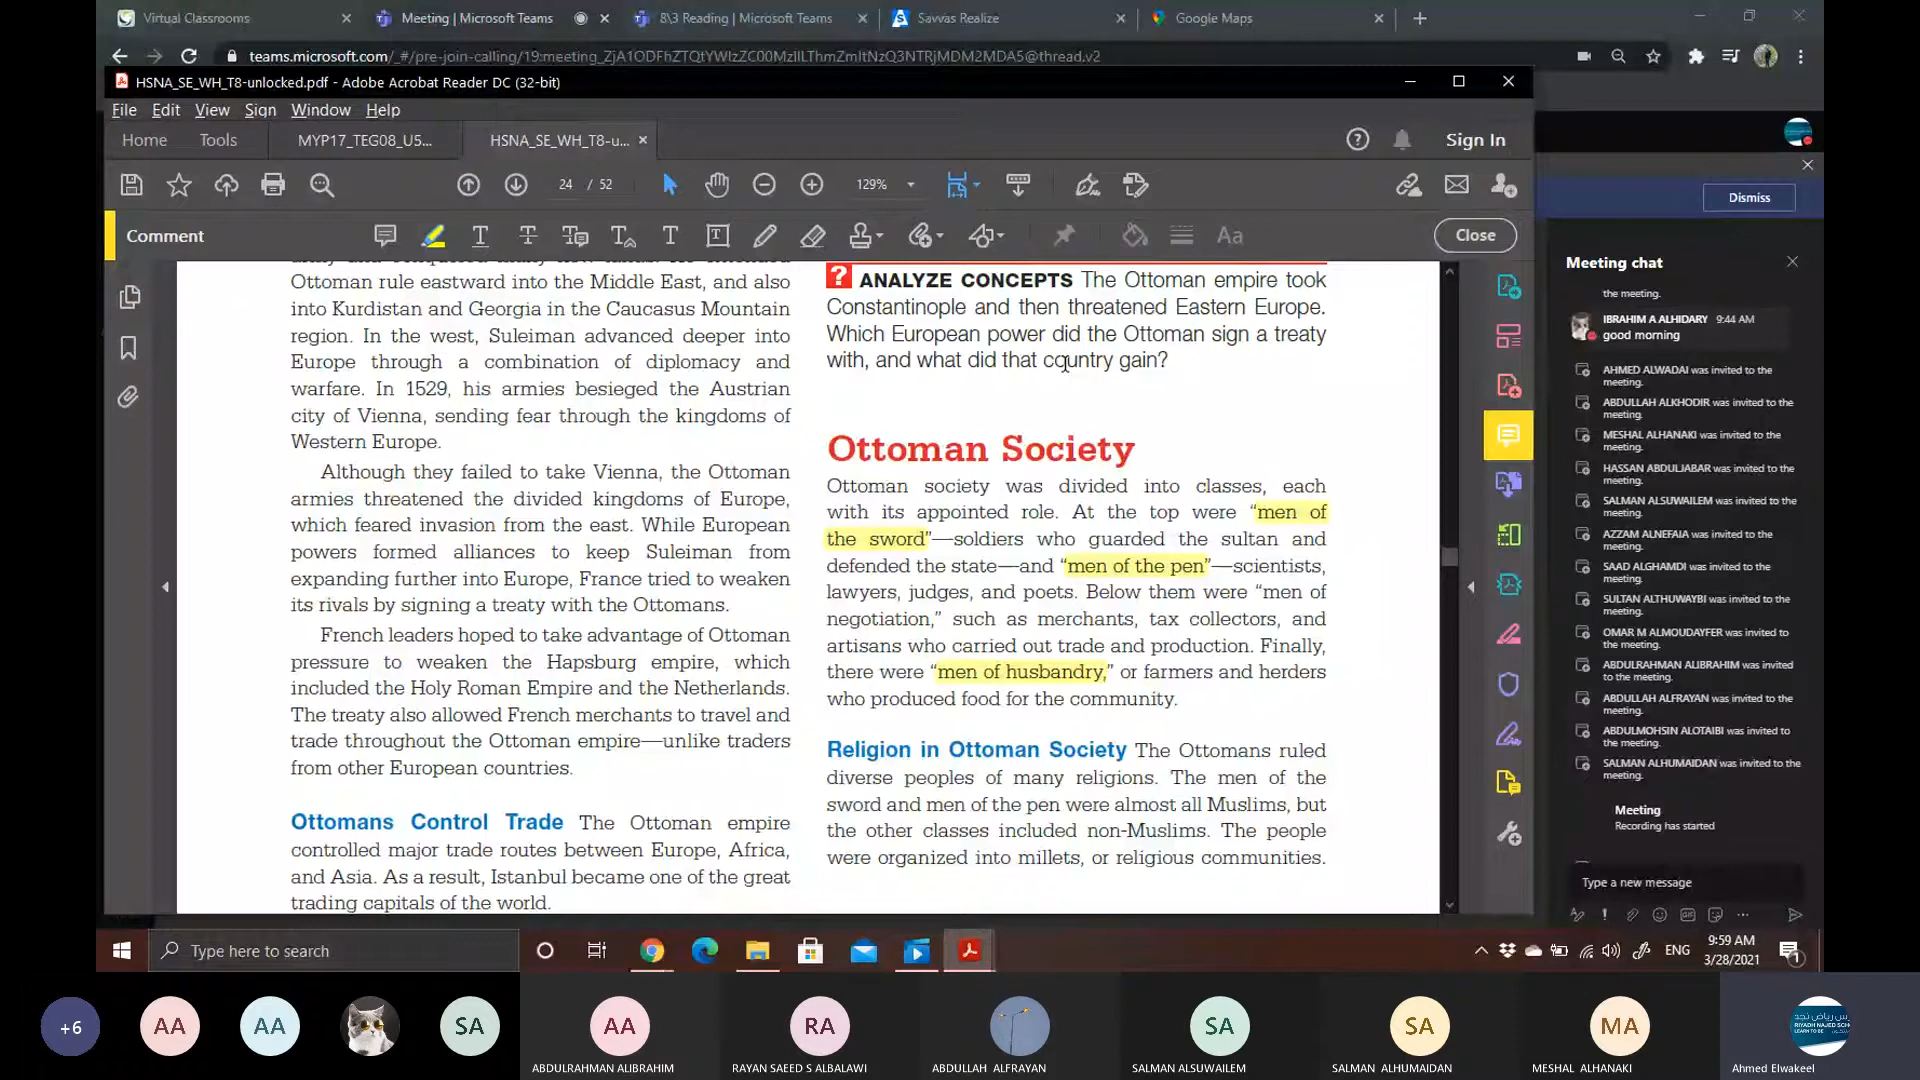 Virtual Classrooms
Meeting | Microsoft Teams
8\3 Reading | Microsoft Teams
Savvas Realize
Google Maps
HSNA_SE_WH_T8-unlocked.pdf - Adobe Acrobat Reader DC (32-bit)
File Edit View Sign Window Help
Home Tools MYP17_TEG08_U5... HSNA_SE_WH_T8-u... Sign In
24 / 52 129%
Comment Close
Ottoman rule eastward into the Middle East, and also
into Kurdistan and Georgia in the Caucasus Mountain
region. In the west, Suleiman advanced deeper into
Europe through a combination of diplomacy and
warfare. In 1529, his armies besieged the Austrian
city of Vienna, sending fear through the kingdoms of
Western Europe.
Although they failed to take Vienna, the Ottoman
armies threatened the divided kingdoms of Europe,
which feared invasion from the east. While European
powers formed alliances to keep Suleiman from
expanding further into Europe, France tried to weaken
its rivals by signing a treaty with the Ottomans.
French leaders hoped to take advantage of Ottoman
pressure to weaken the Hapsburg empire, which
included the Holy Roman Empire and the Netherlands.
The treaty also allowed French merchants to travel and
trade throughout the Ottoman empire—unlike traders
from other European countries.
Ottomans Control Trade The Ottoman empire
controlled major trade routes between Europe, Africa,
and Asia. As a result, Istanbul became one of the great
trading capitals of the world.
? ANALYZE CONCEPTS The Ottoman empire took
Constantinople and then threatened Eastern Europe.
Which European power did the Ottoman sign a treaty
with, and what did that country gain?
Ottoman Society
Ottoman society was divided into classes, each
with its appointed role. At the top were “men of
the sword”—soldiers who guarded the sultan and
defended the state—and “men of the pen”—scientists,
lawyers, judges, and poets. Below them were “men of
negotiation,” such as merchants, tax collectors, and
artisans who carried out trade and production. Finally,
there were “men of husbandry,” or farmers and herders
who produced food for the community.
Religion in Ottoman Society The Ottomans ruled
diverse peoples of many religions. The men of the
sword and men of the pen were almost all Muslims, but
the other classes included non-Muslims. The people
were organized into millets, or religious communities.
Dismiss
Meeting chat
the meeting.
IBRAHIM A ALHIDARY 9:44 AM
good morning
AHMED ALWADAI was invited to the
meeting.
ABDULLAH ALKHODIR was invited to the
meeting.
MESHAL ALHANAKI was invited to the
meeting.
HASSAN ABDULJABAR was invited to the
meeting.
SALMAN ALSUWAILEM was invited to the
meeting.
AZZAM ALNEFAIA was invited to the
meeting.
SAAD ALGHAMDI was invited to the
meeting.
SULTAN ALTHUWAYBI was invited to the
meeting.
OMAR M ALMOUDAYFER was invited to
the meeting.
ABDULRAHMAN ALIBRAHIM was invited
to the meeting.
ABDULLAH ALFRAYAN was invited to the
meeting.
ABDULMOHSIN ALOTAIBI was invited to
the meeting.
SALMAN ALHUMAIDAN was invited to the
meeting.
Meeting
Recording has started
Type a new message
Type here to search
ENG
9:59 AM
3/28/2021
+6 AA AA SA AA RA SA SA MA
ABDULRAHMAN ALIBRAHIM
RAYAN SAEED S ALBALAWI
ABDULLAH ALFRAYAN
SALMAN ALSUWAILEM
SALMAN ALHUMAIDAN
MESHAL ALHANAKI
Ahmed Elwakeel